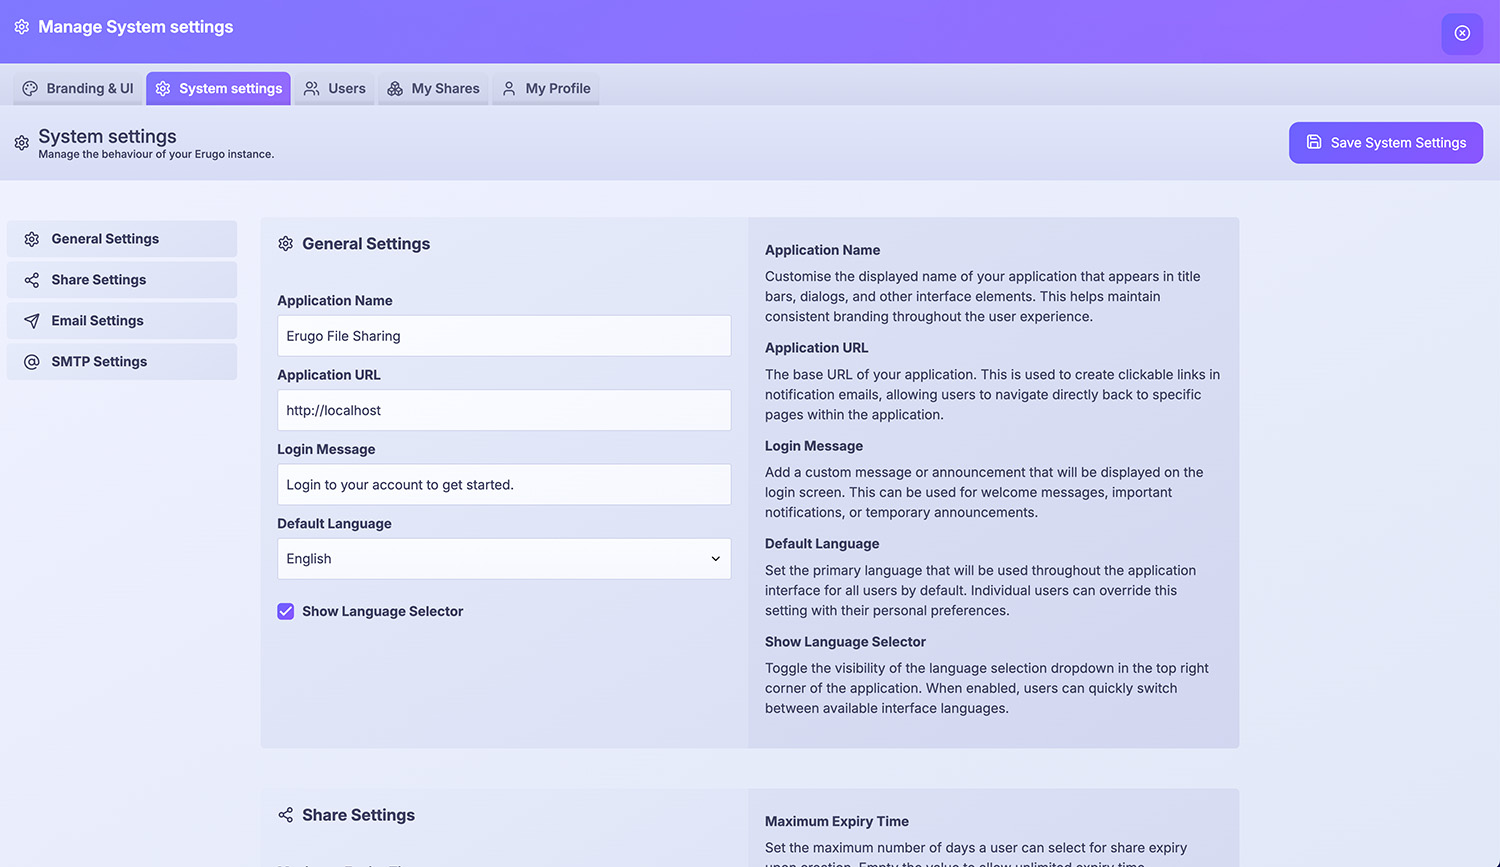 Manage System settings
Branding & UI
System settings
Users
My Shares
My Profile
System settings
Manage the behaviour of your Erugo instance.
Save System Settings
General Settings
Share Settings
Email Settings
SMTP Settings
General Settings
Application Name
Erugo File Sharing
Application URL
http://localhost
Login Message
Login to your account to get started.
Default Language
English
Show Language Selector
Application Name
Customise the displayed name of your application that appears in title
bars, dialogs, and other interface elements. This helps maintain
consistent branding throughout the user experience.
Application URL
The base URL of your application. This is used to create clickable links in
notification emails, allowing users to navigate directly back to specific
pages within the application.
Login Message
Add a custom message or announcement that will be displayed on the
login screen. This can be used for welcome messages, important
notifications, or temporary announcements.
Default Language
Set the primary language that will be used throughout the application
interface for all users by default. Individual users can override this
setting with their personal preferences.
Show Language Selector
Toggle the visibility of the language selection dropdown in the top right
corner of the application. When enabled, users can quickly switch
between available interface languages.
Share Settings
Maximum Expiry Time
Set the maximum number of days a user can select for share expiry
upon creation. Empty the value to allow unlimited expiry time.